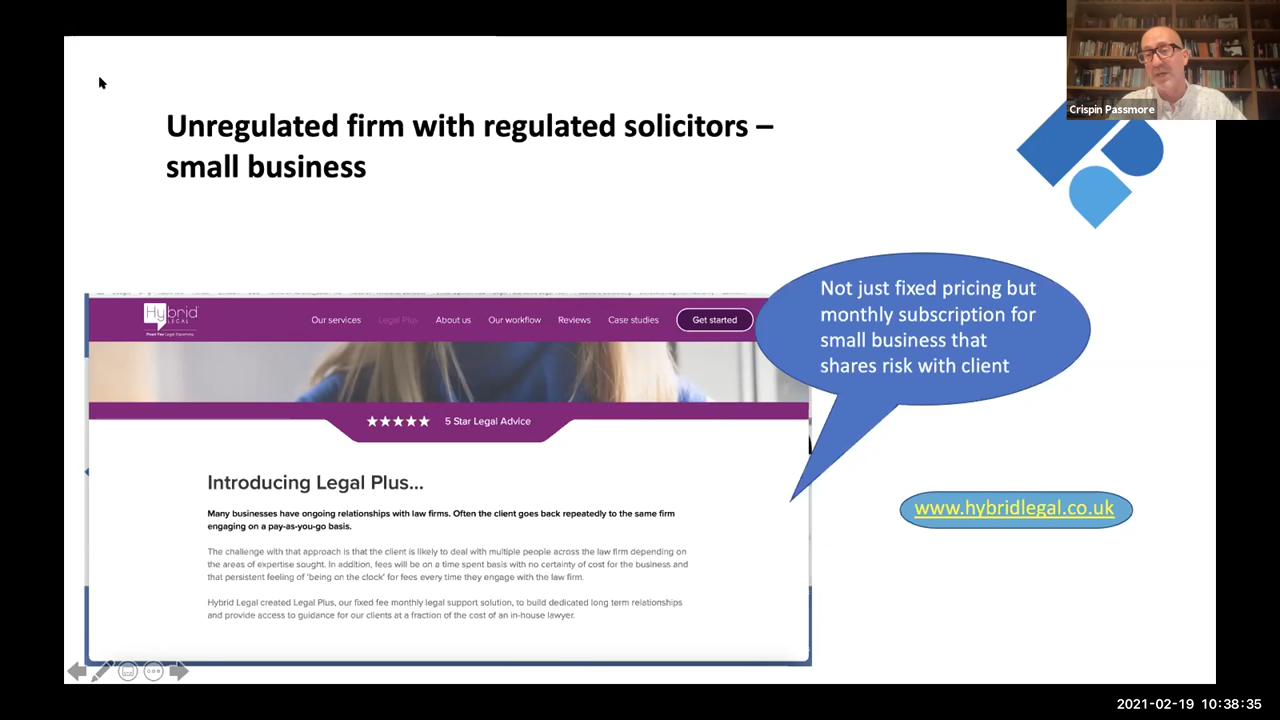 Crispin Passmore
Unregulated firm with regulated solicitors –
small business
Hybrid
LEGAL
Our services
Legal Plus
About us
Our workflow
Reviews
Case studies
Get started
5 Star Legal Advice
Introducing Legal Plus...
Many businesses have ongoing relationships with law firms. Often the client goes back repeatedly to the same firm
engaging on a pay-as-you-go basis.
The challenge with that approach is that the client is likely to deal with multiple people across the law firm depending on
the areas of expertise sought. In addition, fees will be on a time spent basis with no certainty of cost for the business and
that persistent feeling of 'being on the clock' for fees every time they engage with the law firm.
Hybrid Legal created Legal Plus, our fixed fee monthly legal support solution, to build dedicated long term relationships
and provide access to guidance for our clients at a fraction of the cost of an in-house lawyer.
Not just fixed pricing but
monthly subscription for
small business that
shares risk with client
www.hybridlegal.co.uk
2021-02-19 10:38:35